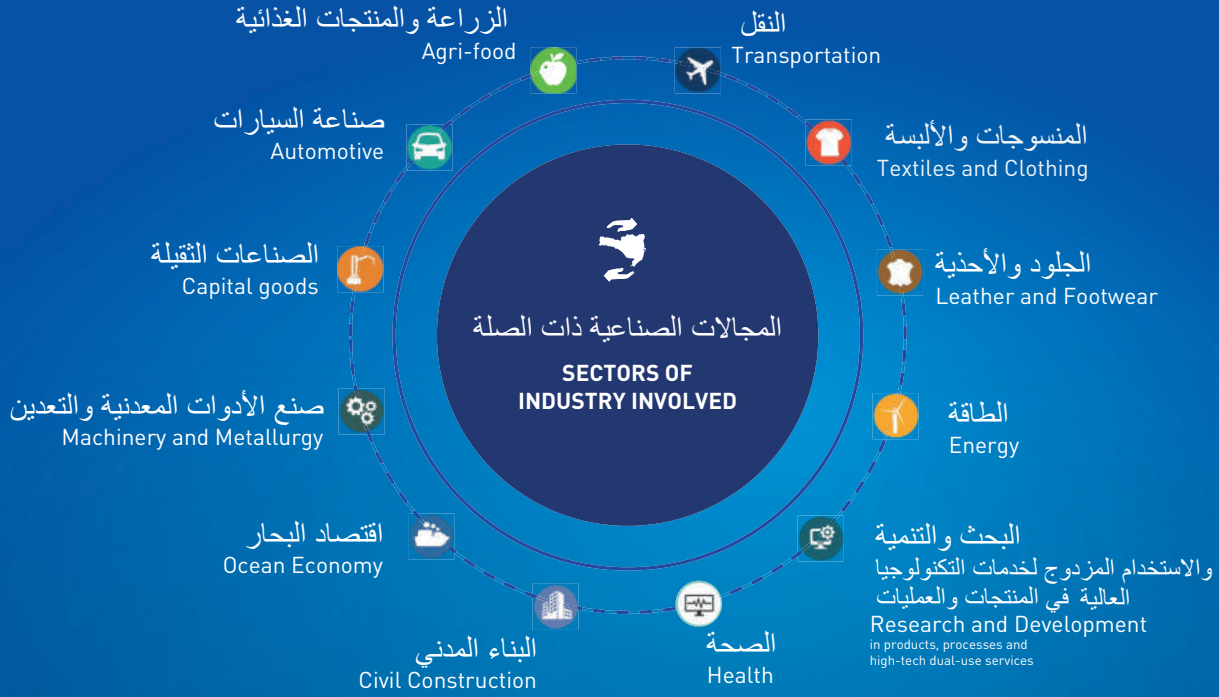 الزراعة والمنتجات الغذائية
Agri-food
النقل
Transportation
صناعة السيارات
Automotive
المنسوجات والألبسة
Textiles and Clothing
الصناعات الثقيلة
Capital goods
الجلود والأحذية
Leather and Footwear
المجالات الصناعية ذات الصلة
SECTORS OF
INDUSTRY INVOLVED
صنع الأدوات المعدنية والتعدين
Machinery and Metallurgy
الطاقة
Energy
اقتصاد البحار
Ocean Economy
البحث والتنمية
والاستخدام المزدوج لخدمات التكنولوجيا
العالية في المنتجات والعمليات
Research and Development
in products, processes and
high-tech dual-use services
البناء المدني
Civil Construction
الصحة
Health